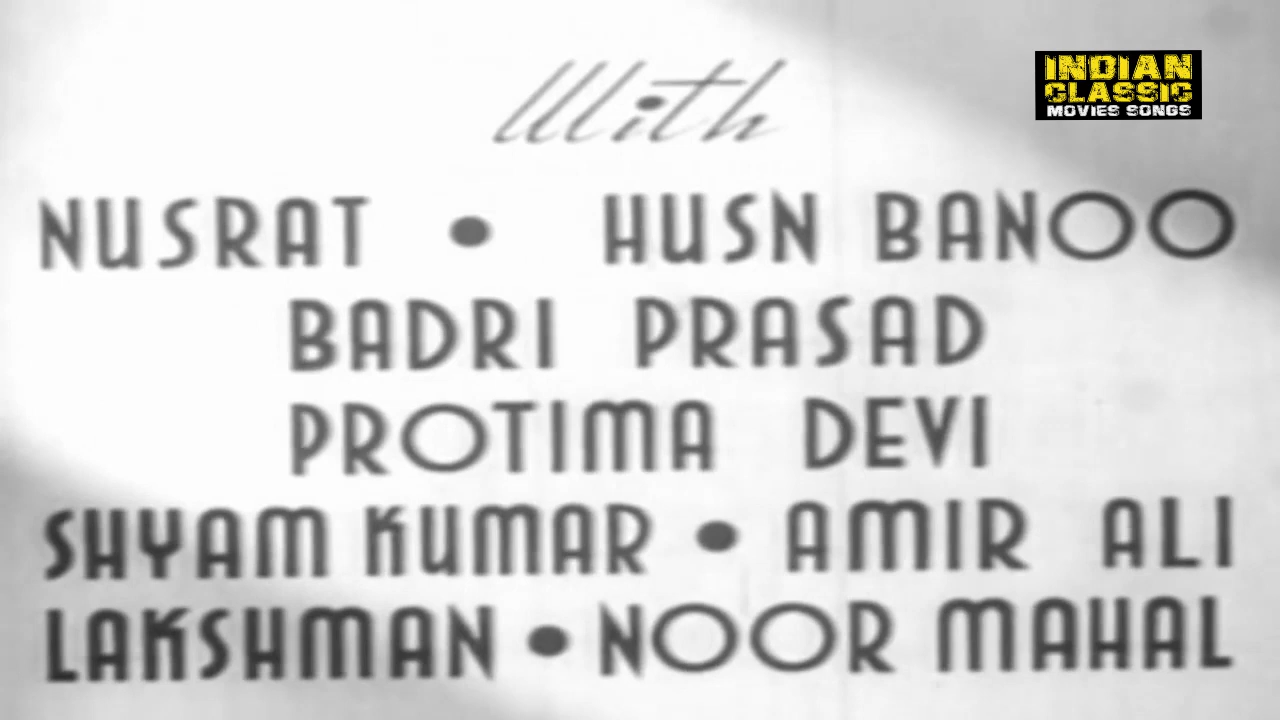 With
INDIAN
CLASSIC
MOVIES SONGS
NUSRAT • HUSN BANOO
BADRI PRASAD
PROTIMA DEVI
SHYAM KUMAR • AMIR ALI
LAKSHMAN • NOOR MAHAL